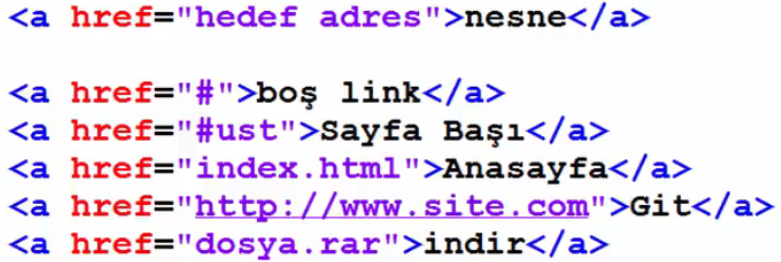 <a href="hedef adres">nesne</a>
<a href="#">boş link</a>
<a href="#ust">Sayfa Başı</a>
<a href="index.html">Anasayfa</a>
<a href="http://www.site.com">Git</a>
<a href="dosya.rar">indir</a>